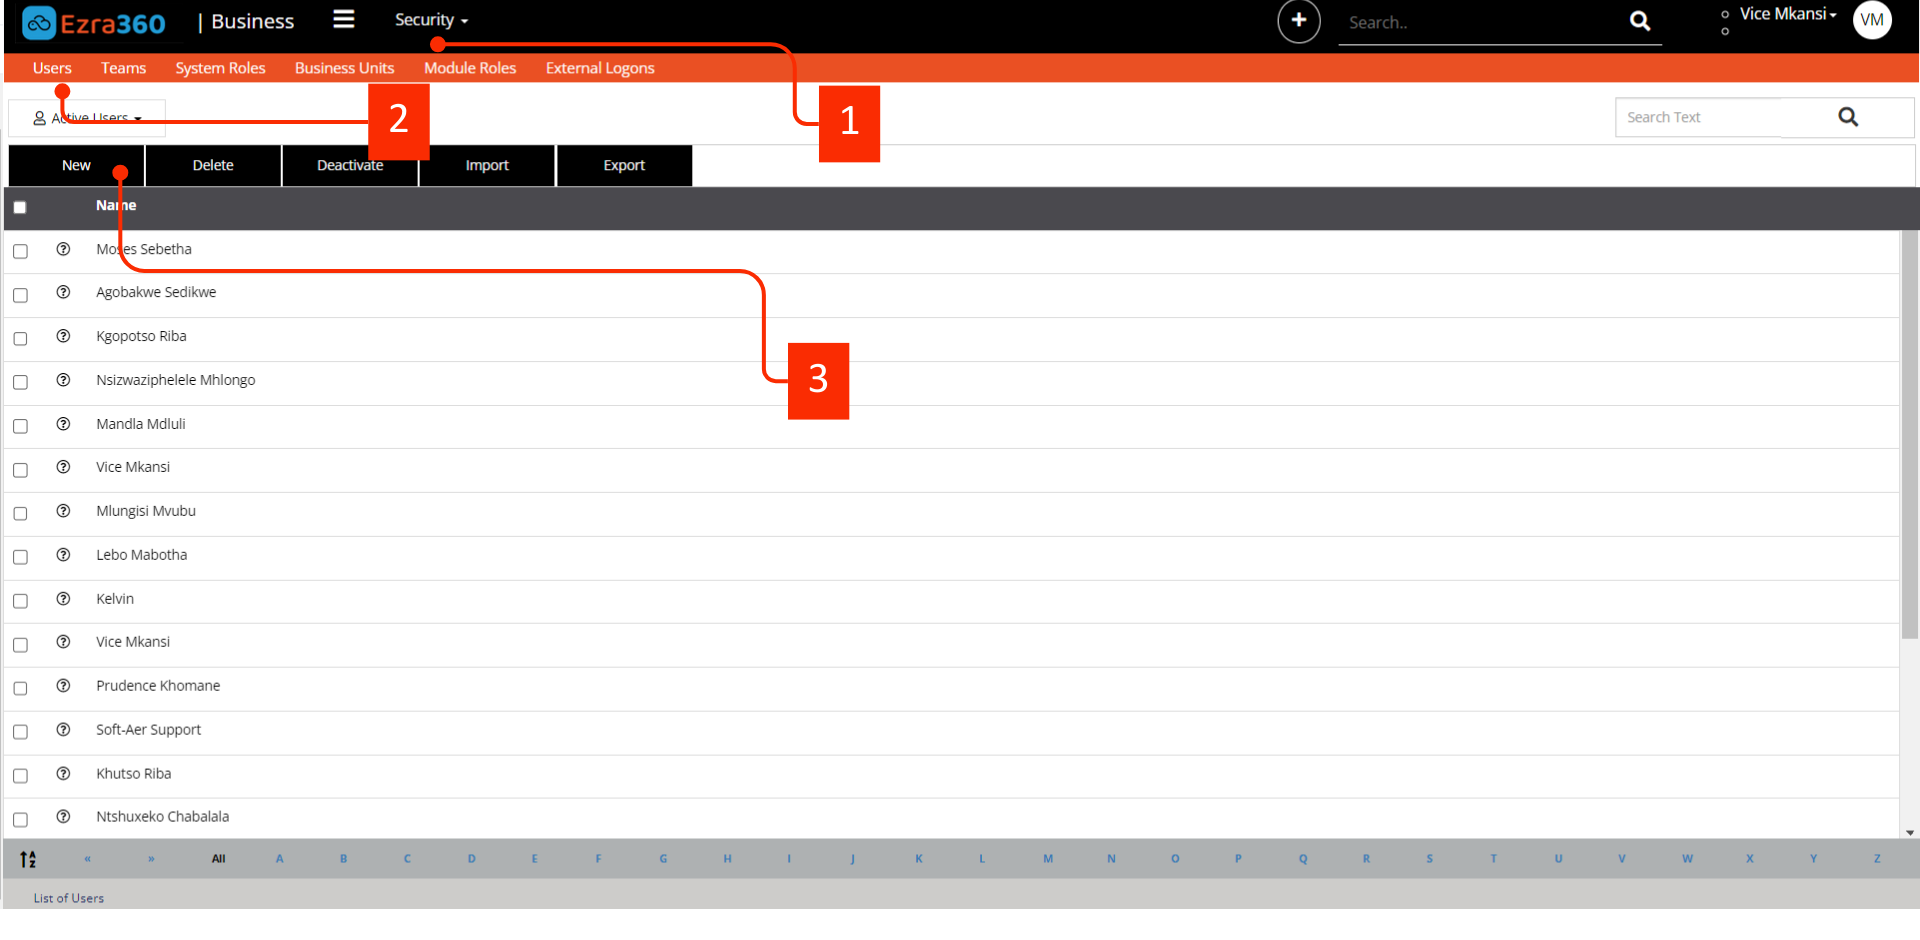 Ezra360 | Business Security Search.. Vice Mkansi VM
Users Teams System Roles Business Units Module Roles External Logons
Active Users 2 1 Search Text
New Delete Deactivate Import Export
Name
Moses Sebetha
Agobakwe Sedikwe
Kgopotso Riba
3
Nsizwaziphelele Mhlongo
Mandla Mdluli
Vice Mkansi
Mlungisi Mvubu
Lebo Mabotha
Kelvin
Vice Mkansi
Prudence Khomane
Soft-Aer Support
Khutso Riba
Ntshuxeko Chabalala
« » All A B C D E F G H I J K L M N O P Q R S T U V W X Y Z
List of Users